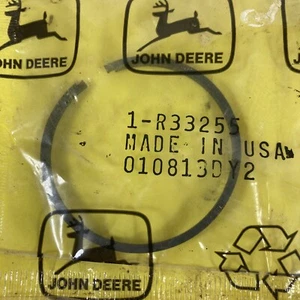 JOHN DEERE
JOHN DEERE
1-R33255
MADE IN USA
010813DY2
JOHN DEERE